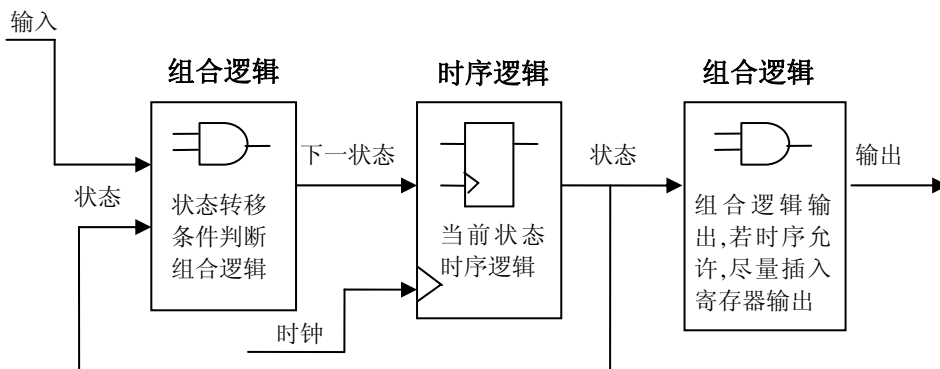 输入
组合逻辑
时序逻辑
组合逻辑
下一状态
状态
输出
状态
状态转移
条件判断
组合逻辑
当前状态
时序逻辑
组合逻辑输
出,若时序允
许,尽量插入
寄存器输出
时钟